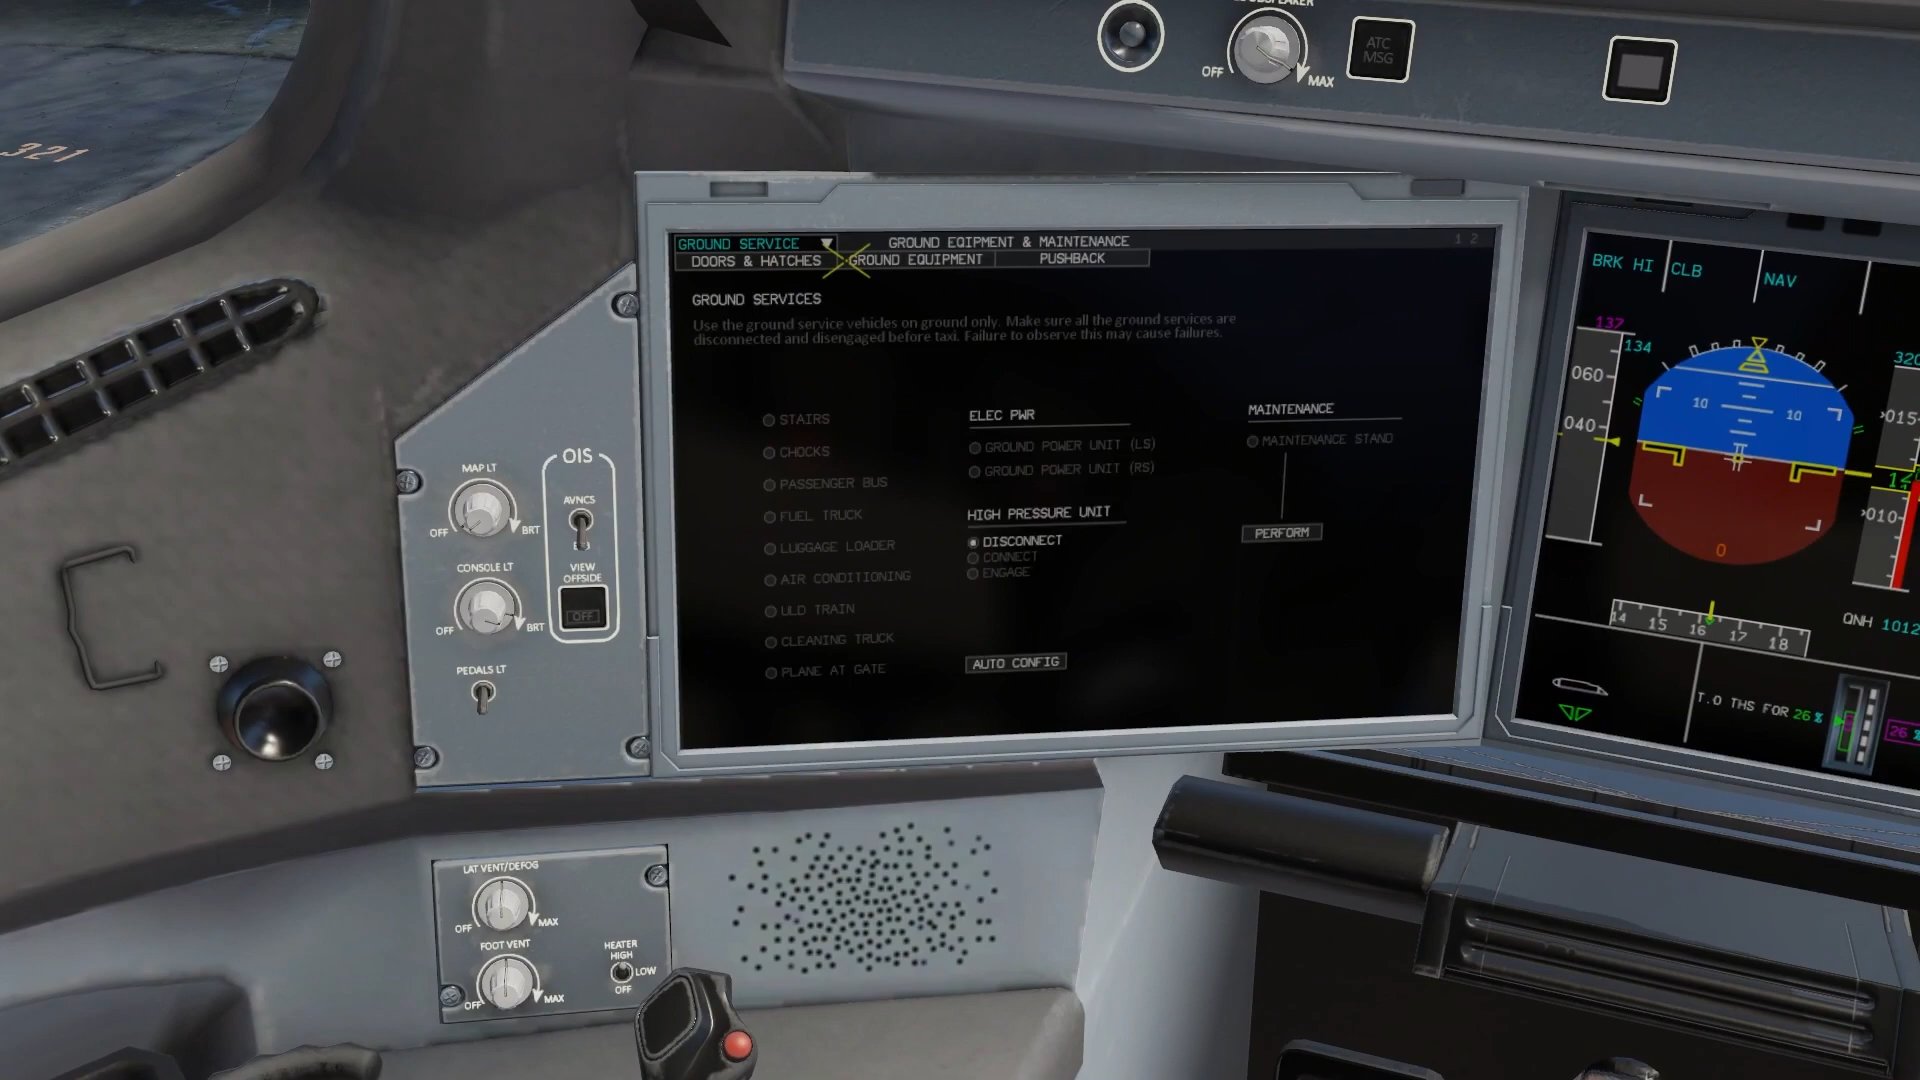 321
LOUDSPEAKER
OFF
MAX
ATC
MSG
GROUND SERVICE
GROUND EQIPMENT & MAINTENANCE
1 2
DOORS & HATCHES
GROUND EQUIPMENT
PUSHBACK
GROUND SERVICES
Use the ground service vehicles on ground only. Make sure all the ground services are
disconnected and disengaged before taxi. Failure to observe this may cause failures.
STAIRS
CHOCKS
PASSENGER BUS
FUEL TRUCK
LUGGAGE LOADER
AIR CONDITIONING
ULD TRAIN
CLEANING TRUCK
PLANE AT GATE
ELEC PWR
GROUND POWER UNIT (LS)
GROUND POWER UNIT (RS)
HIGH PRESSURE UNIT
DISCONNECT
CONNECT
ENGAGE
AUTO CONFIG
MAINTENANCE
MAINTENANCE STAND
PERFORM
MAP LT
OFF
BRT
CONSOLE LT
OFF
BRT
PEDALS LT
OIS
AVNCS
VIEW
OFFSIDE
OFF
BRK HI
CLB
NAV
137
134
060
040
320
015
010
10
10
0
14 15 16 17 18
QNH 1012
T.O THS FOR 26 %
26 %
LAT VENT/DEFOG
OFF
MAX
FOOT VENT
OFF
MAX
HEATER
HIGH
LOW
OFF